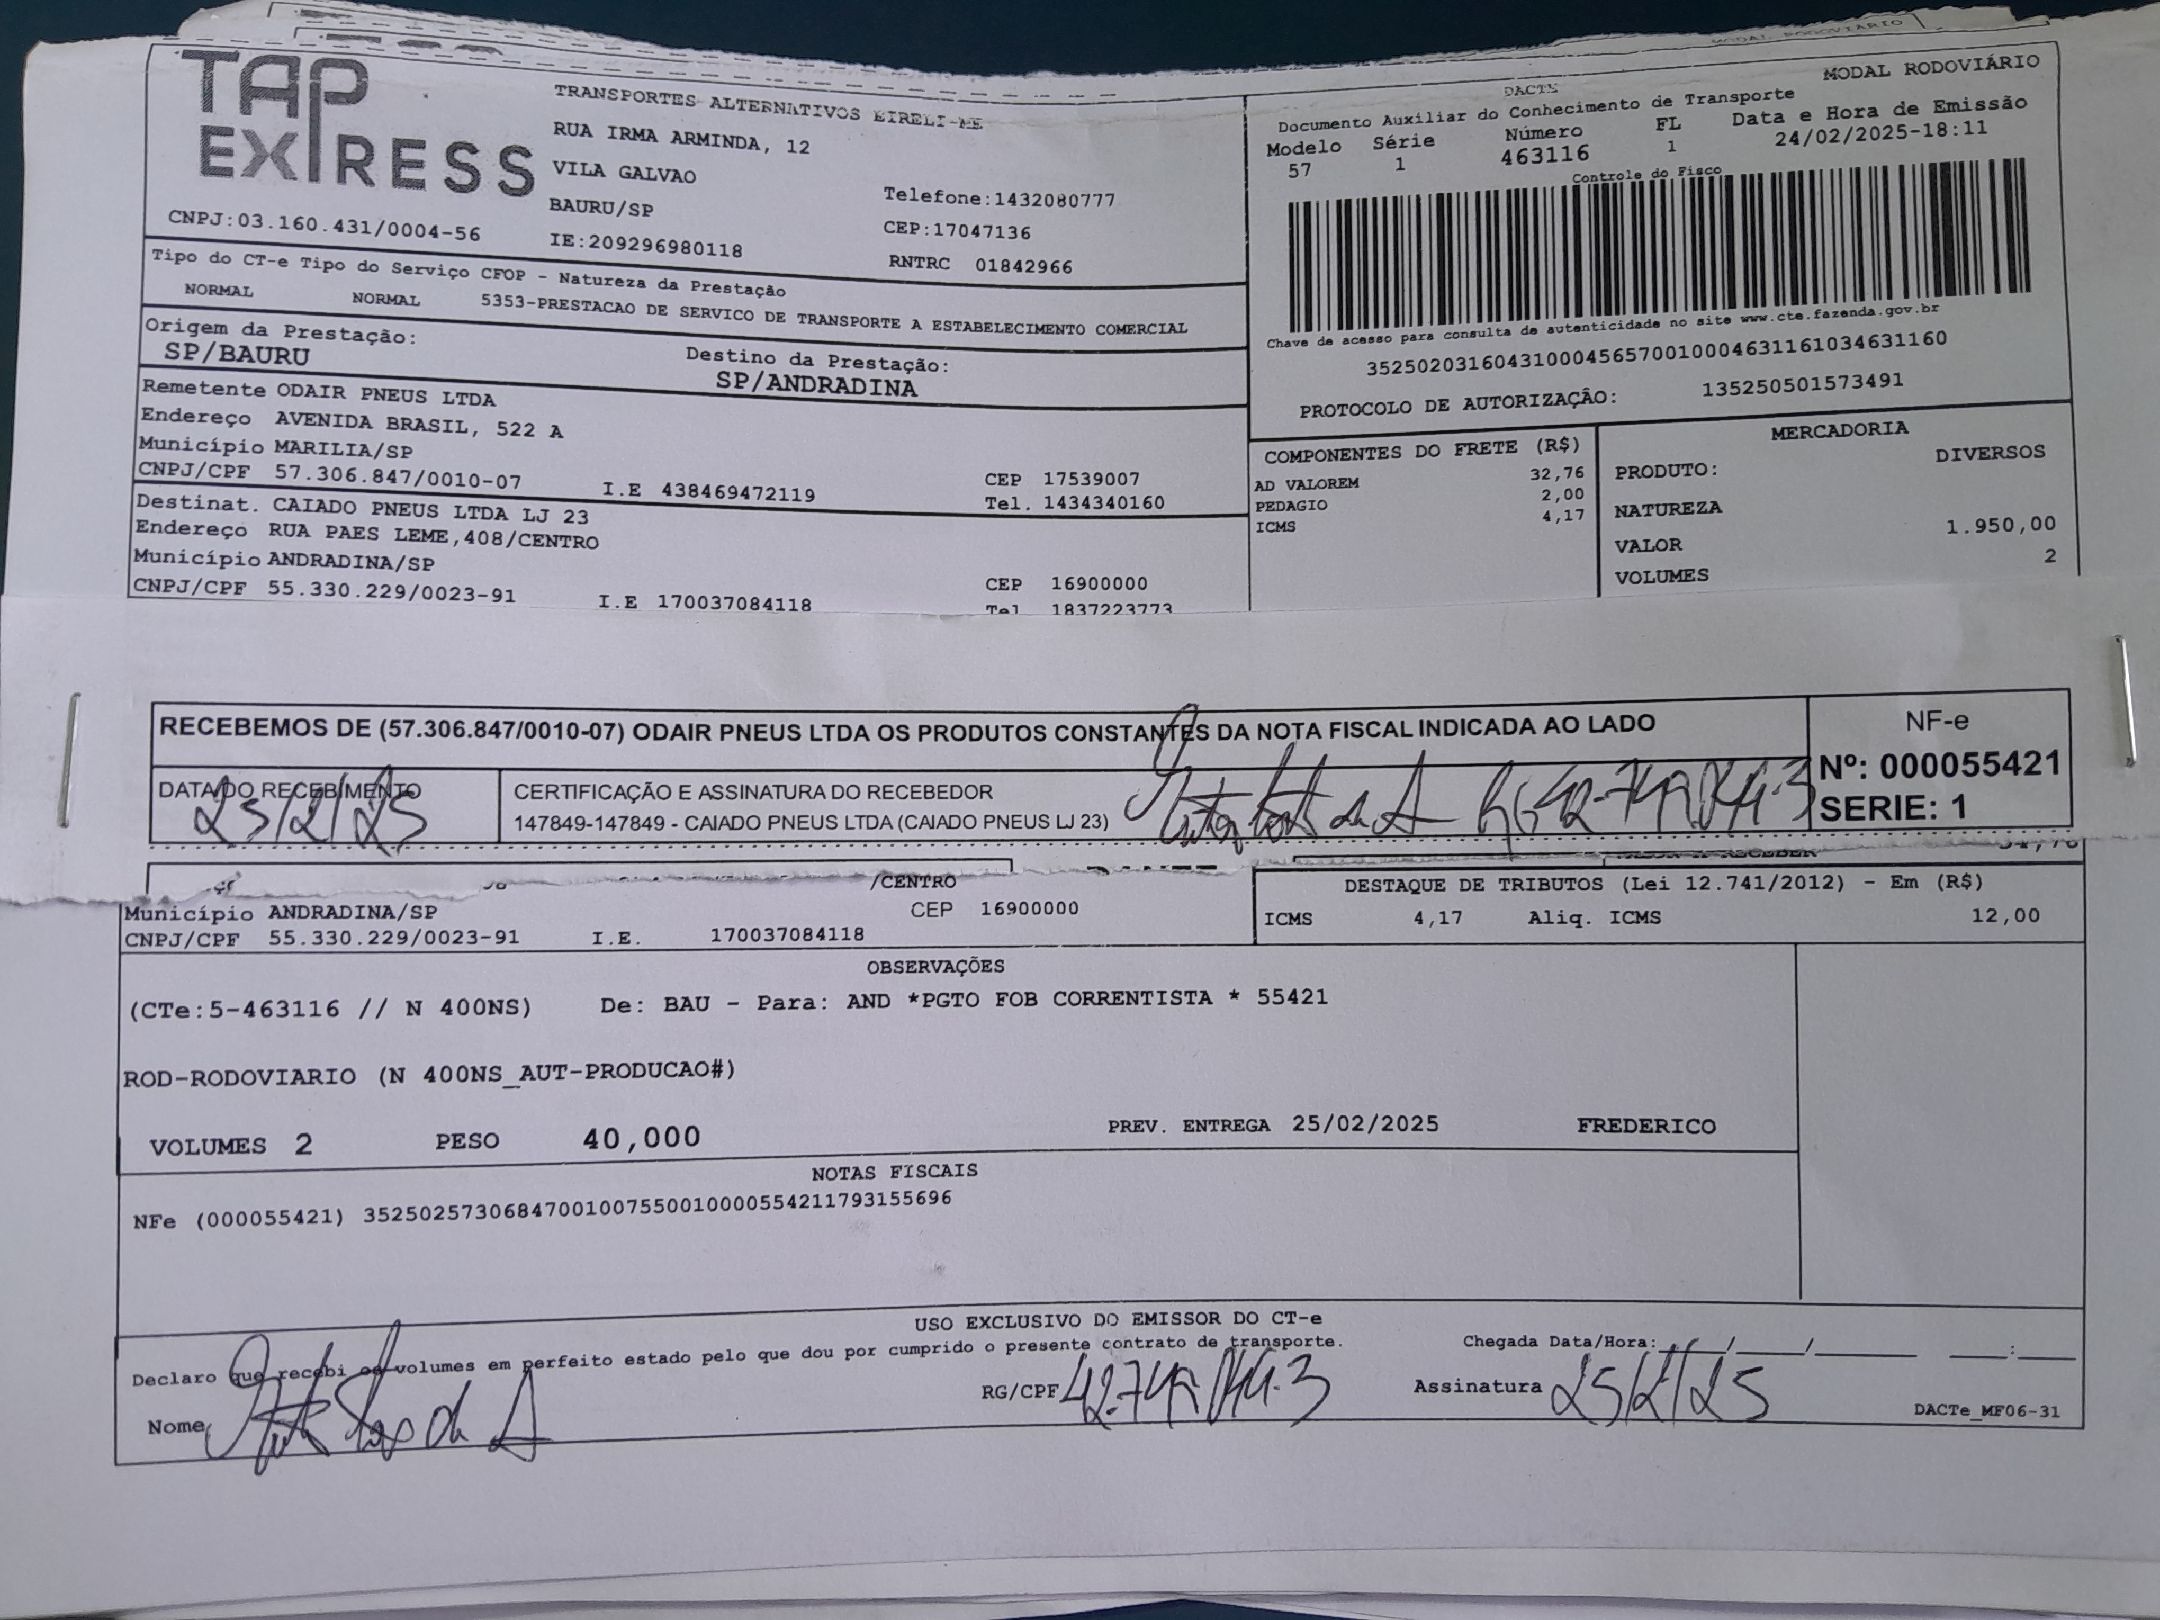 TAP
EXPRESS
TRANSPORTES ALTERNATIVOS EIRELI-ME
RUA IRMA ARMINDA, 12
VILA GALVAO
BAURU/SP
Telefone:1432080777
CEP:17047136
CNPJ:03.160.431/0004-56
IE:209296980118
RNTRC 01842966
MODAL RODOVIÁRIO
DACTE
Documento Auxiliar do Conhecimento de Transporte
Modelo Série Número FL Data e Hora de Emissão
57 1 463116 1 24/02/2025-18:11
Controle do Fisco
Chave de acesso para consulta de autenticidade no site www.cte.fazenda.gov.br
35250203160431000456570010004631161034631160
PROTOCOLO DE AUTORIZAÇÃO: 135250501573491
Tipo do CT-e Tipo do Serviço CFOP - Natureza da Prestação
NORMAL NORMAL 5353-PRESTACAO DE SERVICO DE TRANSPORTE A ESTABELECIMENTO COMERCIAL
Origem da Prestação:
SP/BAURU
Destino da Prestação:
SP/ANDRADINA
Remetente ODAIR PNEUS LTDA
Endereço AVENIDA BRASIL, 522 A
Município MARILIA/SP
CNPJ/CPF 57.306.847/0010-07 I.E 438469472119
CEP 17539007
Tel. 1434340160
Destinat. CAIADO PNEUS LTDA LJ 23
Endereço RUA PAES LEME,408/CENTRO
Município ANDRADINA/SP
CNPJ/CPF 55.330.229/0023-91 I.E 170037084118
CEP 16900000
Tel 1837223773
COMPONENTES DO FRETE (R$)
32,76
AD VALOREM 2,00
PEDAGIO 4,17
ICMS
MERCADORIA
PRODUTO: DIVERSOS
NATUREZA
VALOR 1.950,00
VOLUMES 2
RECEBEMOS DE (57.306.847/0010-07) ODAIR PNEUS LTDA OS PRODUTOS CONSTANTES DA NOTA FISCAL INDICADA AO LADO
NF-e
Nº: 000055421
SERIE: 1
DATA DO RECEBIMENTO
25/2/25
CERTIFICAÇÃO E ASSINATURA DO RECEBEDOR
147849-147849 - CAIADO PNEUS LTDA (CAIADO PNEUS LJ 23)
/CENTRO
Município ANDRADINA/SP CEP 16900000
CNPJ/CPF 55.330.229/0023-91 I.E. 170037084118
DESTAQUE DE TRIBUTOS (Lei 12.741/2012) - Em (R$)
ICMS 4,17 Aliq. ICMS 12,00
OBSERVAÇÕES
(CTe:5-463116 // N 400NS) De: BAU - Para: AND *PGTO FOB CORRENTISTA * 55421
ROD-RODOVIARIO (N 400NS_AUT-PRODUCAO#)
VOLUMES 2 PESO 40,000 PREV. ENTREGA 25/02/2025 FREDERICO
NOTAS FISCAIS
NFe (000055421) 35250257306847001007550010000554211793155696
USO EXCLUSIVO DO EMISSOR DO CT-e
Declaro que recebi os volumes em perfeito estado pelo que dou por cumprido o presente contrato de transporte.
Chegada Data/Hora:____/____/____ ___:___
Nome
RG/CPF
Assinatura 25/2/25
DACTe_MF06-31